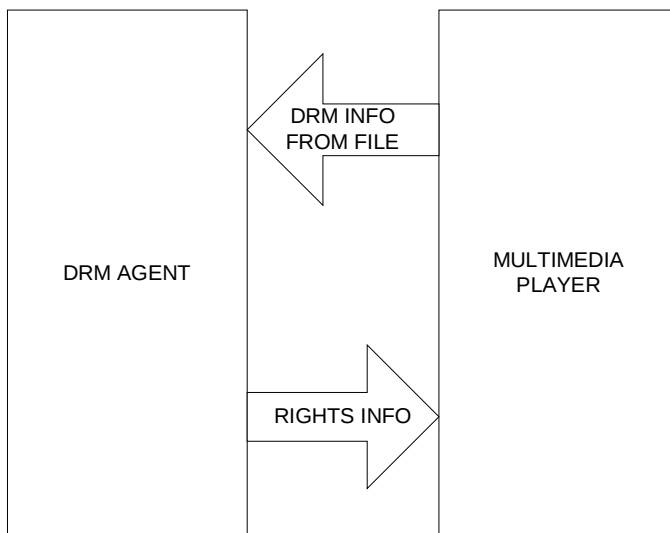 DRM INFO
FROM FILE
DRM AGENT
MULTIMEDIA
PLAYER
RIGHTS INFO